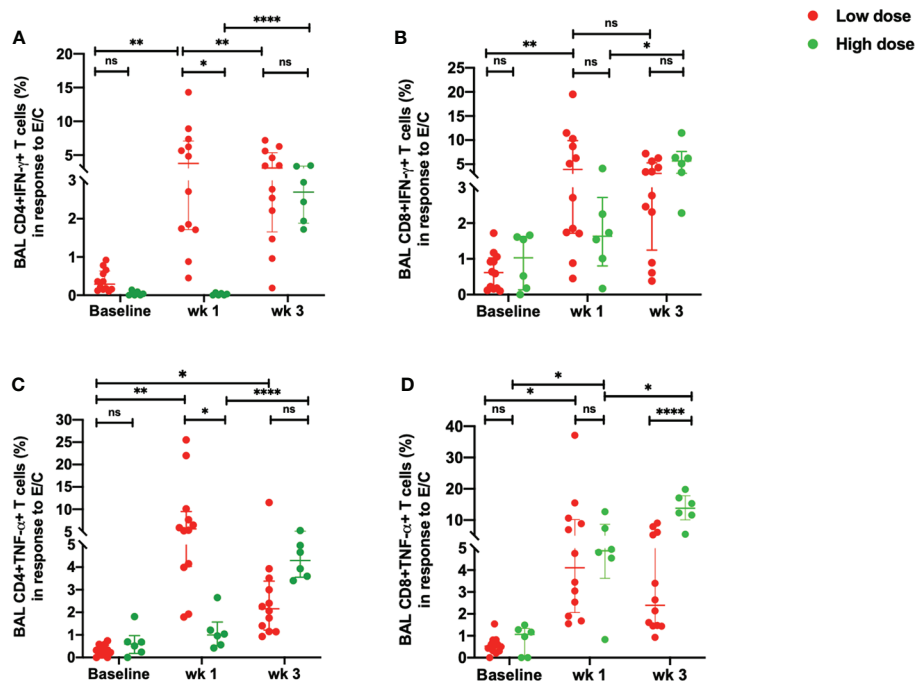 Low dose
High dose
A
****
**
**
ns
*
ns
BAL CD4+IFN-γ+ T cells (%)
in response to E/C
20
15
10
5
3
2
1
0
Baseline
wk 1
wk 3
B
ns
**
*
ns
ns
ns
BAL CD8+IFN-γ+ T cells (%)
in response to E/C
25
20
15
10
5
3
2
1
0
Baseline
wk 1
wk 3
C
*
**
****
ns
*
ns
BAL CD4+TNF-α+ T cells (%)
in response to E/C
30
25
20
15
10
5
4
3
2
1
0
Baseline
wk 1
wk 3
D
*
*
*
ns
ns
****
BAL CD8+TNF-α+ T cells (%)
in response to E/C
40
30
20
10
5
4
3
2
1
0
Baseline
wk 1
wk 3